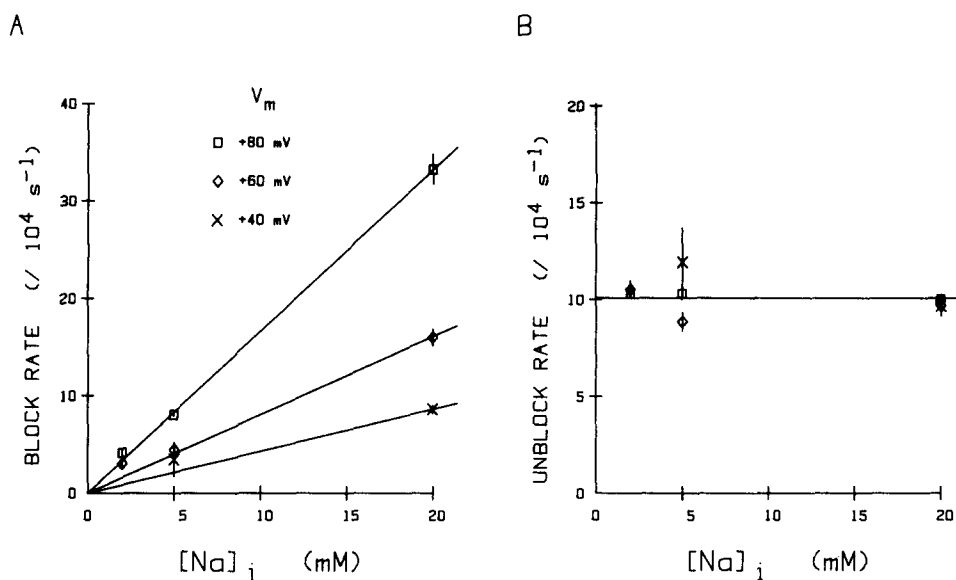 A
B
V_m
+80 mV
+60 mV
+40 mV
BLOCK RATE (/ 10⁴ s⁻¹)
40
30
20
10
0
0 5 10 15 20
[Na]_i (mM)
UNBLOCK RATE (/ 10⁴ s⁻¹)
20
15
10
5
0
0 5 10 15 20
[Na]_i (mM)